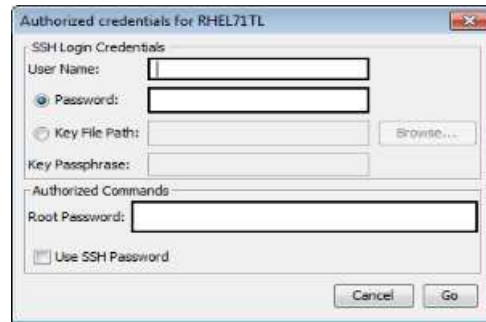 Authorized credentials for RHEL71TL
SSH Login Credentials
User Name:
Password:
Key File Path:
Browse...
Key Passphrase:
Authorized Commands
Root Password:
Use SSH Password
Cancel
Go